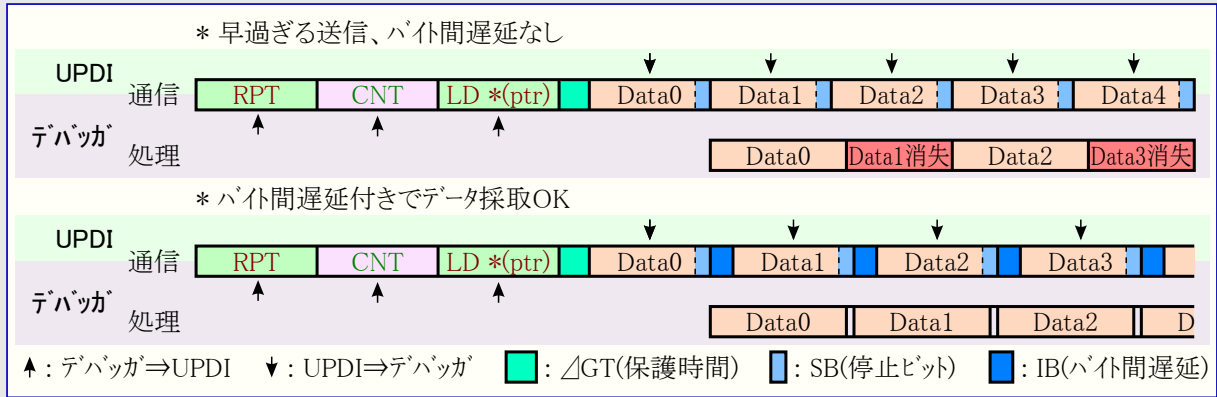 * 早過ぎる送信、バイト間遅延なし
UPDI
通信 RPT CNT LD *(ptr) Data0 Data1 Data2 Data3 Data4
デバッガ
処理 Data0 Data1消失 Data2 Data3消失
* バイト間遅延付きでデータ採取OK
UPDI
通信 RPT CNT LD *(ptr) Data0 Data1 Data2 Data3
デバッガ
処理 Data0 Data1 Data2 D
↑ : デバッガ⇒UPDI ↓ : UPDI⇒デバッガ : ⊿GT(保護時間) : SB(停止ビット) : IB(バイト間遅延)